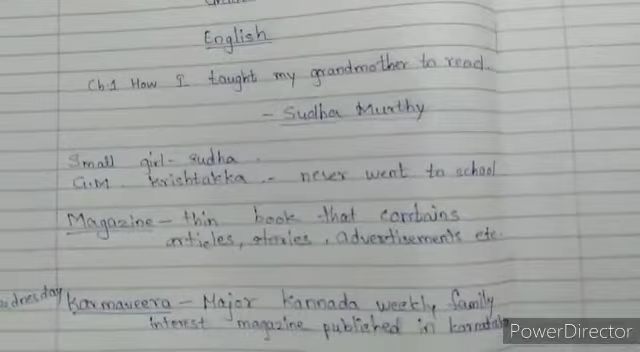 English
Ch.1 How I taught my grandmother to read.
- Sudha Murthy
Small girl - sudha.
G.M. krishtakka - never went to school
Magazine - thin book that contains
articles, stories, advertisements etc.
Karmaveera - Major Kannada weekly family
interest magazine published in
PowerDirector